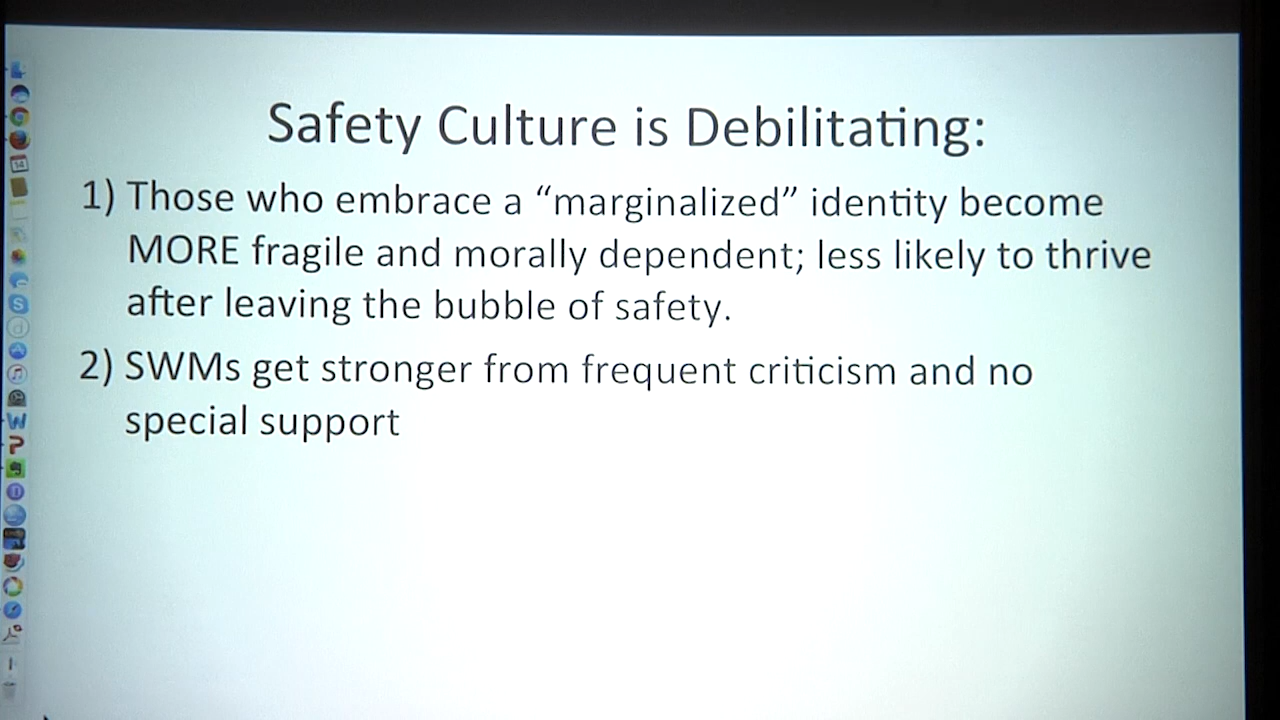 Safety Culture is Debilitating:
1) Those who embrace a “marginalized” identity become
MORE fragile and morally dependent; less likely to thrive
after leaving the bubble of safety.
2) SWMs get stronger from frequent criticism and no
special support